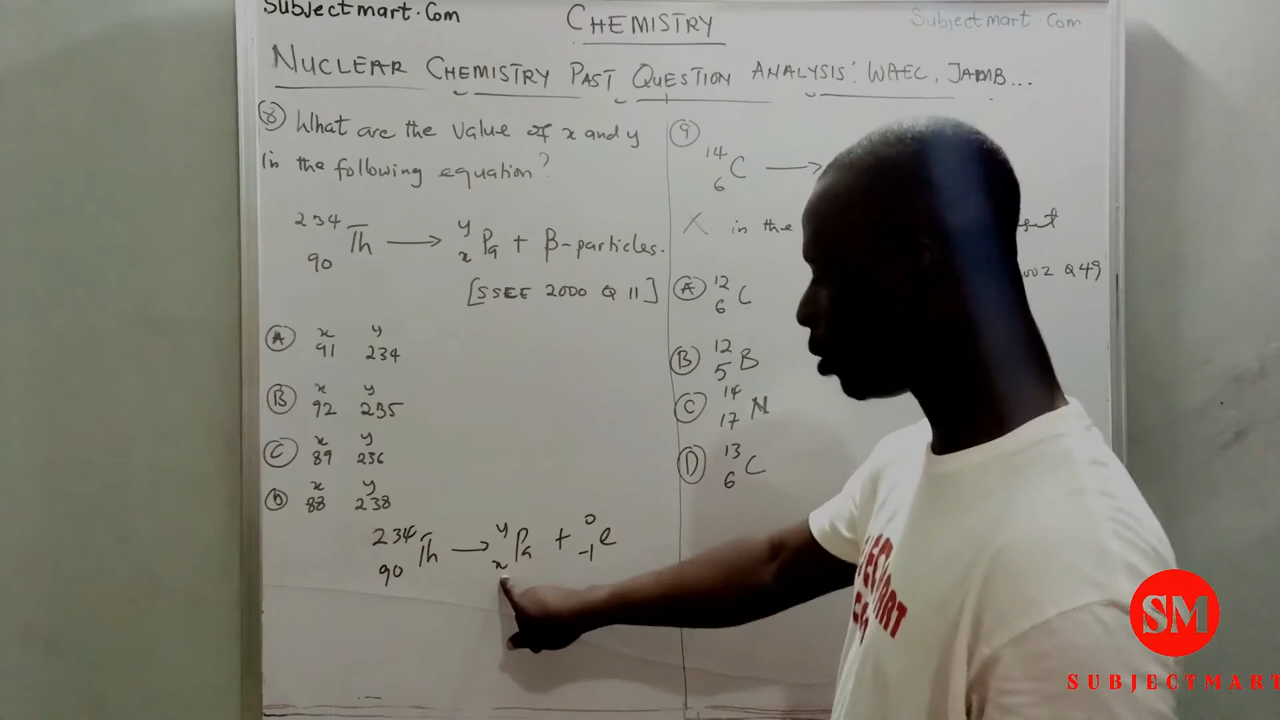 Subjectmart.Com
CHEMISTRY
Subjectmart.Com
NUCLEAR CHEMISTRY PAST QUESTION ANALYSIS: WAEC, JAMB...
8 What are the value of x and y
in the following equation?
234 90 Th → y x Pa + β-particles.
[SSCE 2000 Q 11]
A x y
91 234
B x y
92 235
C x y
89 236
D x y
88 238
234 90 Th → y x Pa + 0 -1 e
9
14 6 C →
X in the
Q49
A 12 6 C
B 12 5 B
C 14 17 N
D 13 6 C
SM
SUBJECTMART